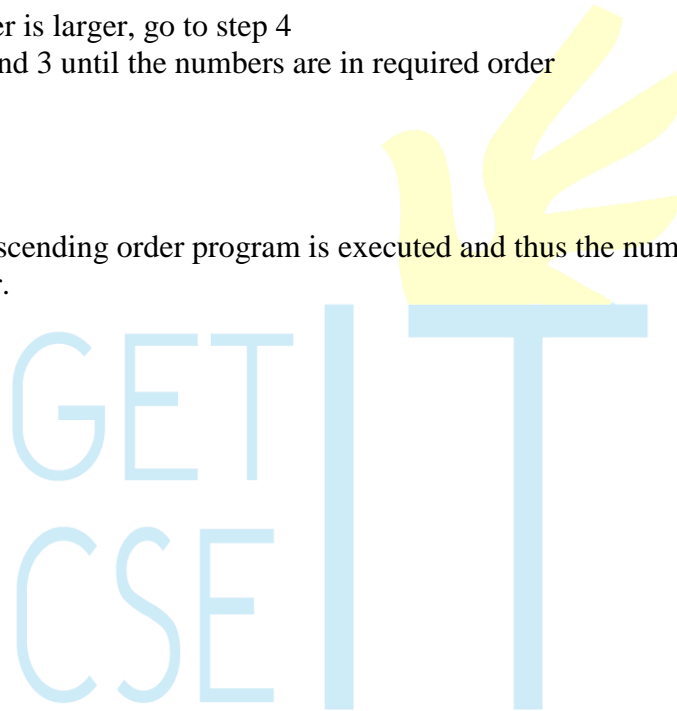 er is larger, go to step 4
nd 3 until the numbers are in required order
scending order program is executed and thus the num
r.
GET IT
CSE